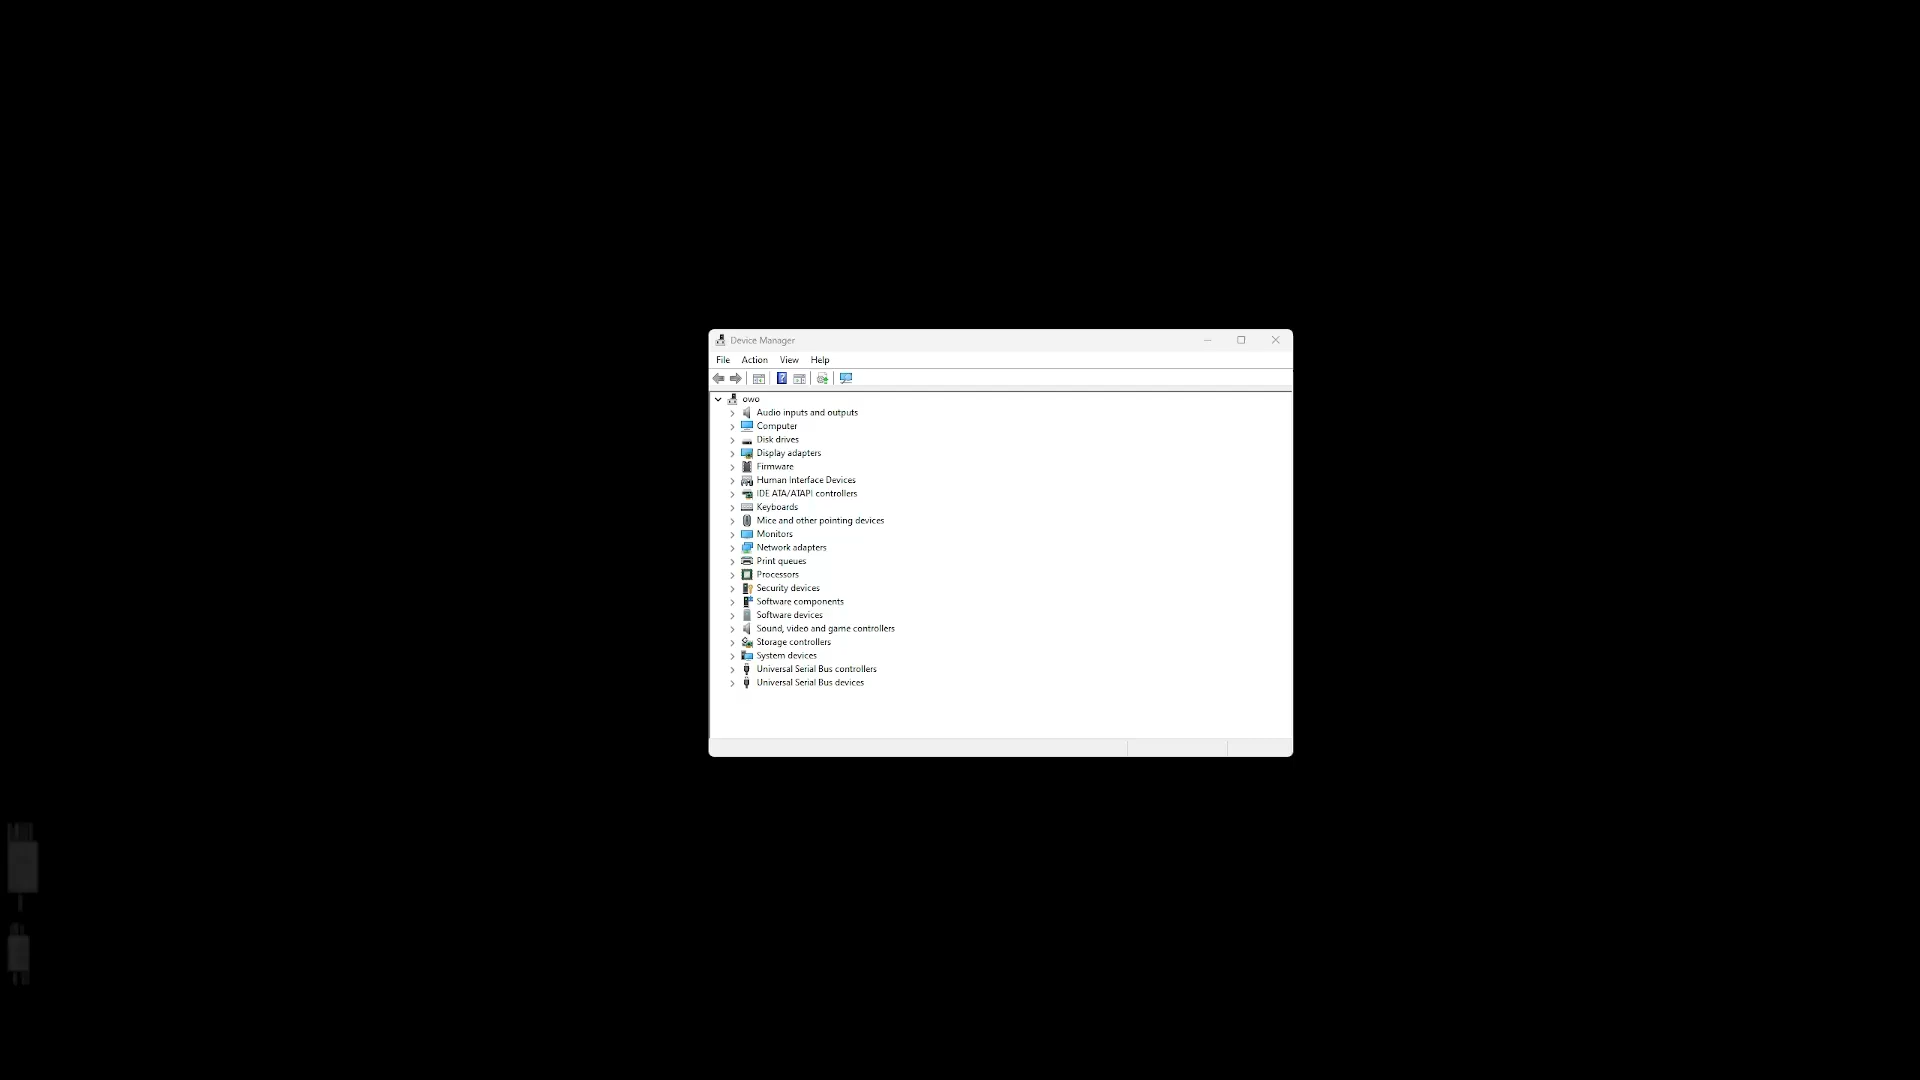 Device Manager
File Action View Help
owo
Audio inputs and outputs
Computer
Disk drives
Display adapters
Firmware
Human Interface Devices
IDE ATA/ATAPI controllers
Keyboards
Mice and other pointing devices
Monitors
Network adapters
Print queues
Processors
Security devices
Software components
Software devices
Sound, video and game controllers
Storage controllers
System devices
Universal Serial Bus controllers
Universal Serial Bus devices